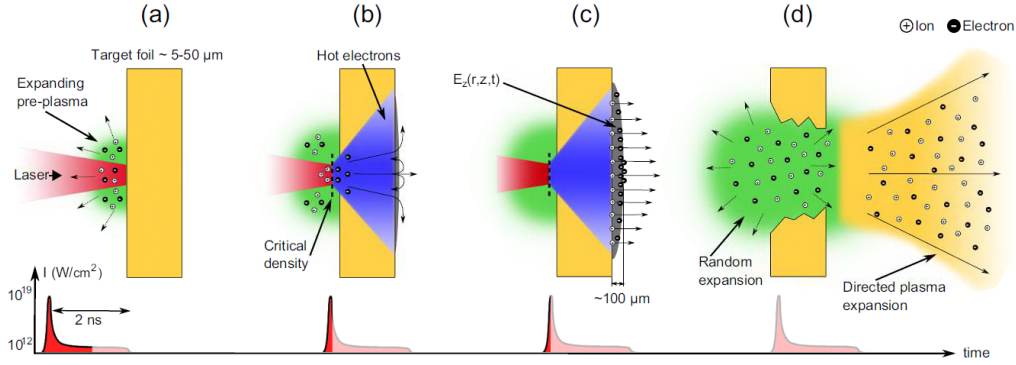 (a)
(b)
(c)
(d)
⊕Ion ⊖Electron
Target foil ~ 5-50 μm
Hot electrons
E_z(r,z,t)
Expanding
pre-plasma
Laser
Critical
density
Random
expansion
Directed plasma
expansion
~100 μm
I (W/cm²)
10¹⁹
2 ns
10¹²
time